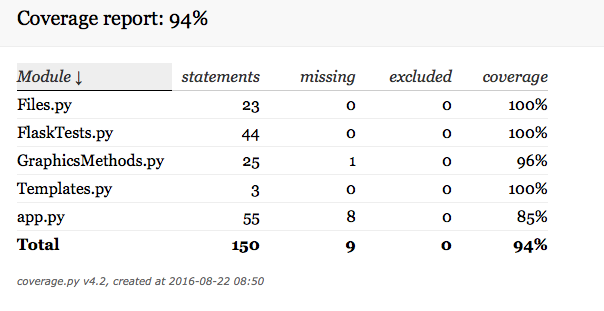 Coverage report: 94%
Module ↓ statements missing excluded coverage
Files.py 23 0 0 100%
FlaskTests.py 44 0 0 100%
GraphicsMethods.py 25 1 0 96%
Templates.py 3 0 0 100%
app.py 55 8 0 85%
Total 150 9 0 94%
coverage.py v4.2, created at 2016-08-22 08:50